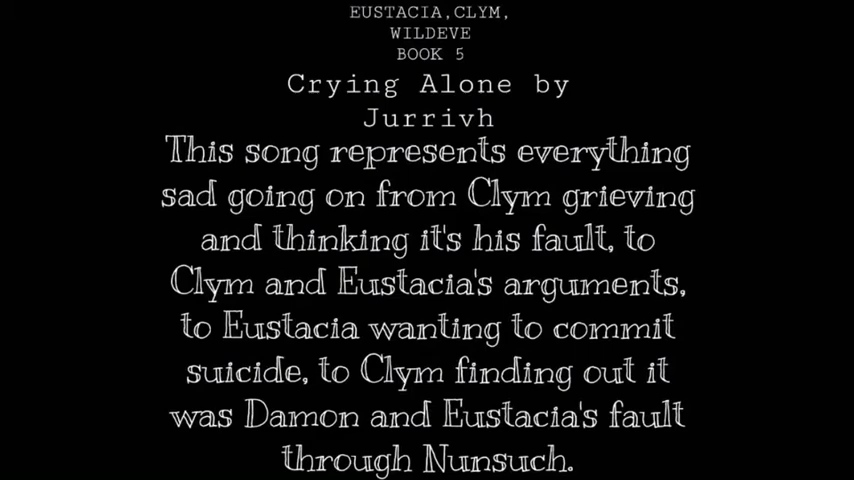 EUSTACIA,CLYM,
WILDEVE
BOOK 5
Crying Alone by
Jurrivh
This song represents everything
sad going on from Clym grieving
and thinking it's his fault, to
Clym and Eustacia's arguments,
to Eustacia wanting to commit
suicide, to Clym finding out it
was Damon and Eustacia's fault
through Nunsuch.